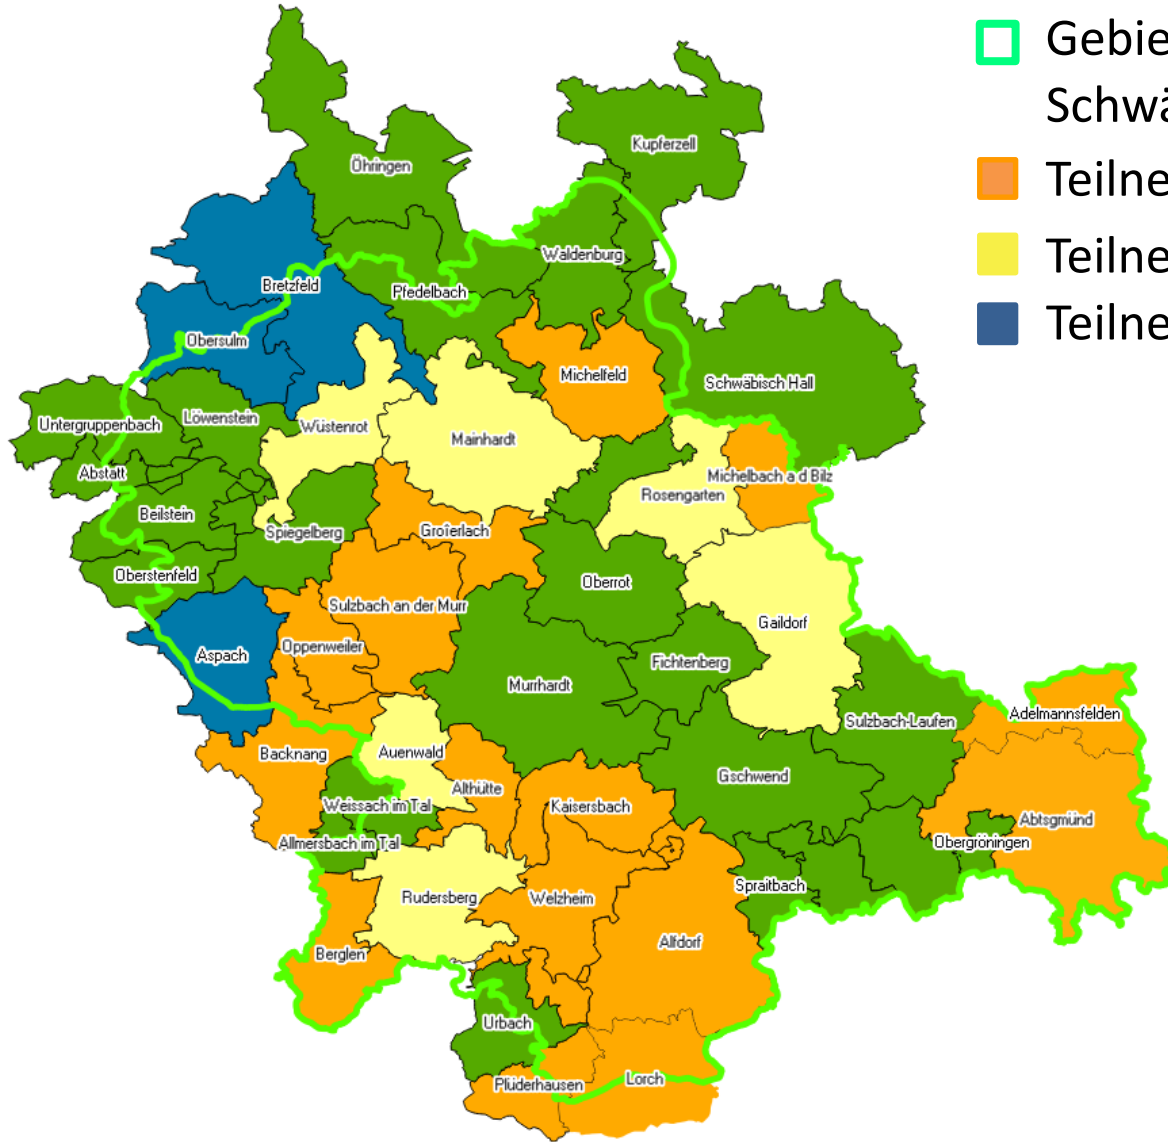 Gebie
Schwä
Teilne
Teilne
Teilne
Kupferzell
Öhringen
Waldenburg
Bretzfeld
Pfedelbach
Obersulm
Michelfeld
Schwäbisch Hall
Löwenstein
Untergruppenbach
Wüstenrot
Mainhardt
Abstatt
Michelbach a d Bilz
Rosengarten
Beilstein
Spiegelberg
Groîerlach
Oberstenfeld
Oberrot
Sulzbach an der Murr
Gaildorf
Oppenweiler
Aspach
Fichtenberg
Murrhardt
Adelmannsfelden
Sulzbach-Laufen
Backnang
Auenwald
Gschwend
Althütte
Weissach im Tal
Kaisersbach
Abtsgmünd
Allmersbach im Tal
Obergröningen
Spraitbach
Rudersberg
Welzheim
Alfdorf
Berglen
Urbach
Plüderhausen
Lorch